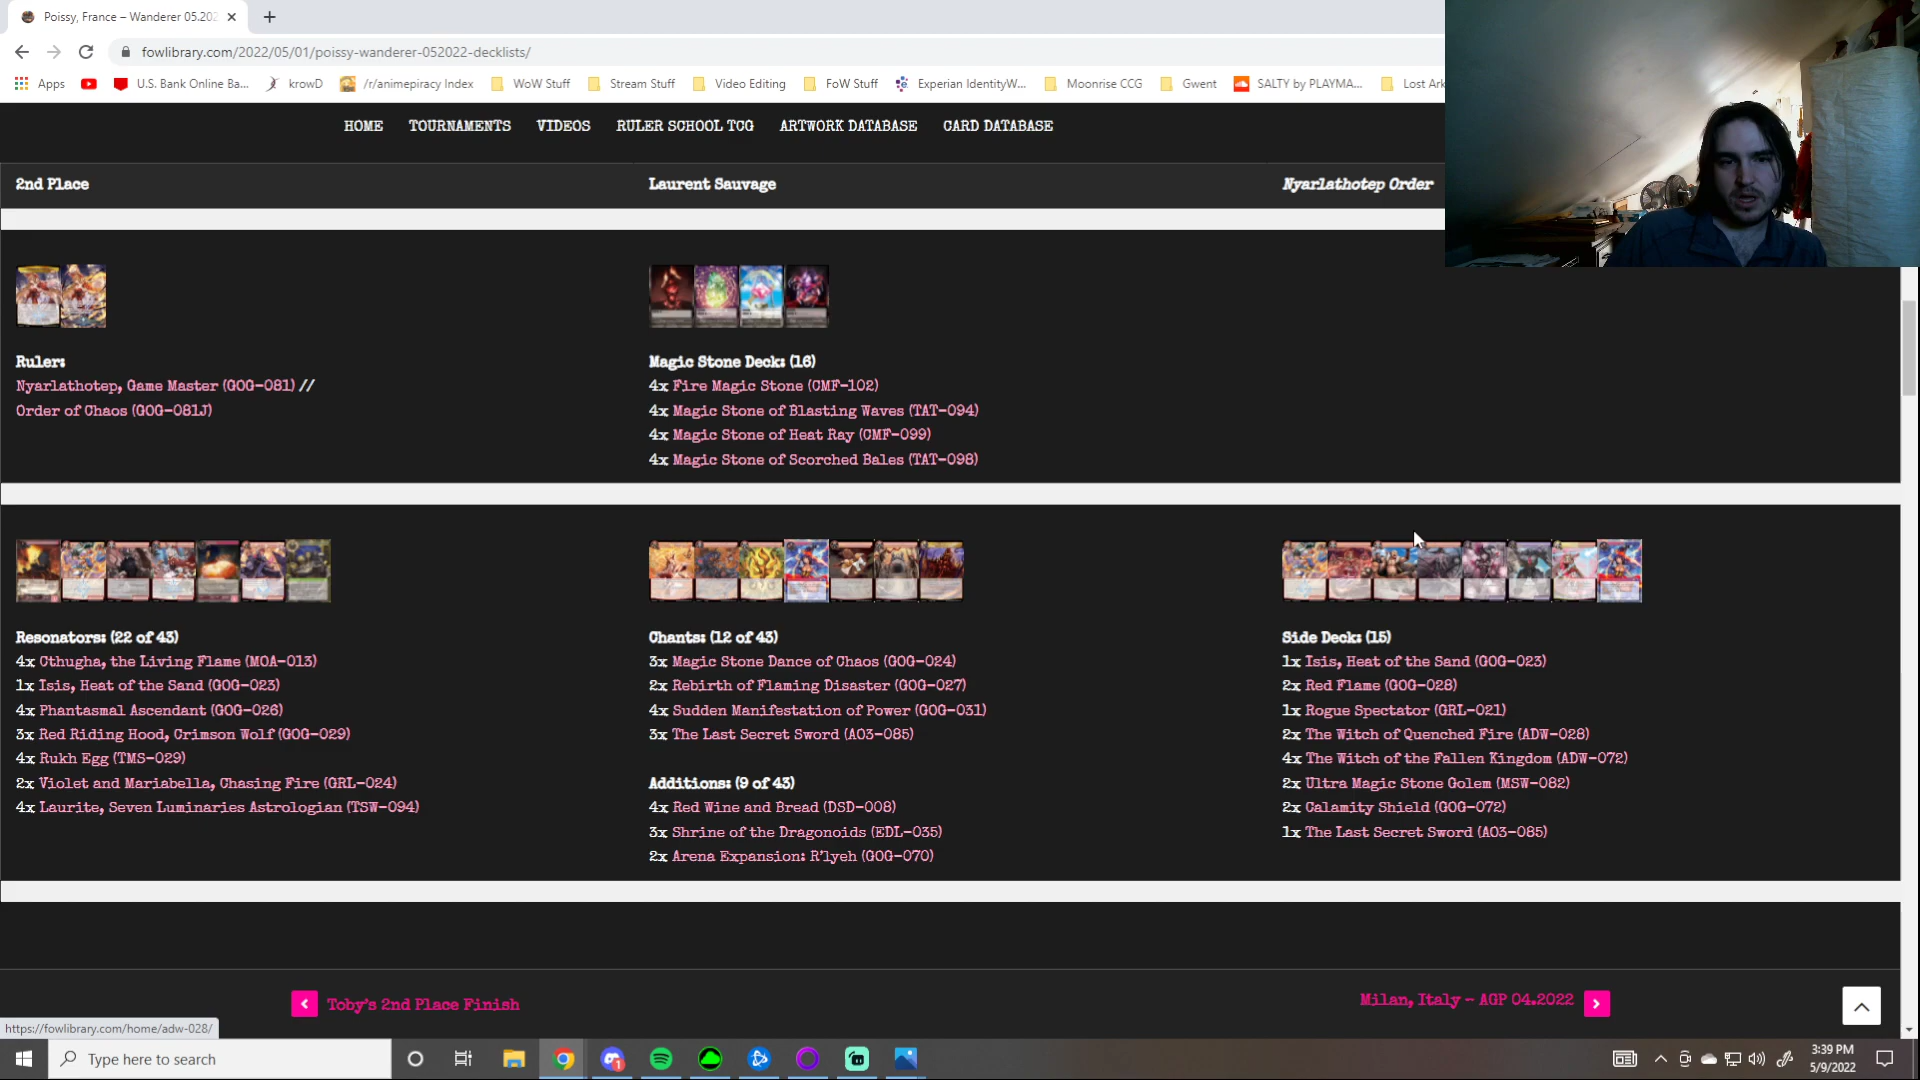 Poissy, France – Wanderer 05.202
fowlibrary.com/2022/05/01/poissy-wanderer-052022-decklists/
Apps
U.S. Bank Online Ba...
krowD
/r/animepiracy Index
WoW Stuff
Stream Stuff
Video Editing
FoW Stuff
Experian IdentityW...
Moonrise CCG
Gwent
SALTY by PLAYMA...
Lost Ark
HOME
TOURNAMENTS
VIDEOS
RULER SCHOOL TCG
ARTWORK DATABASE
CARD DATABASE
2nd Place
Laurent Sauvage
Nyarlathotep Order
Ruler:
Nyarlathotep, Game Master (GOG-081) //
Order of Chaos (GOG-081J)
Magic Stone Deck: (16)
4x Fire Magic Stone (CMF-102)
4x Magic Stone of Blasting Waves (TAT-094)
4x Magic Stone of Heat Ray (CMF-099)
4x Magic Stone of Scorched Bales (TAT-098)
Resonators: (22 of 43)
4x Cthugha, the Living Flame (MOA-013)
1x Isis, Heat of the Sand (GOG-023)
4x Phantasmal Ascendant (GOG-026)
3x Red Riding Hood, Crimson Wolf (GOG-029)
4x Rukh Egg (TMS-029)
2x Violet and Mariabella, Chasing Fire (GRL-024)
4x Laurite, Seven Luminaries Astrologian (TSW-094)
Chants: (12 of 43)
3x Magic Stone Dance of Chaos (GOG-024)
2x Rebirth of Flaming Disaster (GOG-027)
4x Sudden Manifestation of Power (GOG-031)
3x The Last Secret Sword (AO3-085)
Additions: (9 of 43)
4x Red Wine and Bread (DSD-008)
3x Shrine of the Dragonoids (EDL-035)
2x Arena Expansion: R'lyeh (GOG-070)
Side Deck: (15)
1x Isis, Heat of the Sand (GOG-023)
2x Red Flame (GOG-028)
1x Rogue Spectator (GRL-021)
2x The Witch of Quenched Fire (ADW-028)
4x The Witch of the Fallen Kingdom (ADW-072)
2x Ultra Magic Stone Golem (MSW-082)
2x Calamity Shield (GOG-072)
1x The Last Secret Sword (AO3-085)
Toby's 2nd Place Finish
Milan, Italy – AGP 04.2022
https://fowlibrary.com/home/adw-028/
Type here to search
3:39 PM
5/9/2022